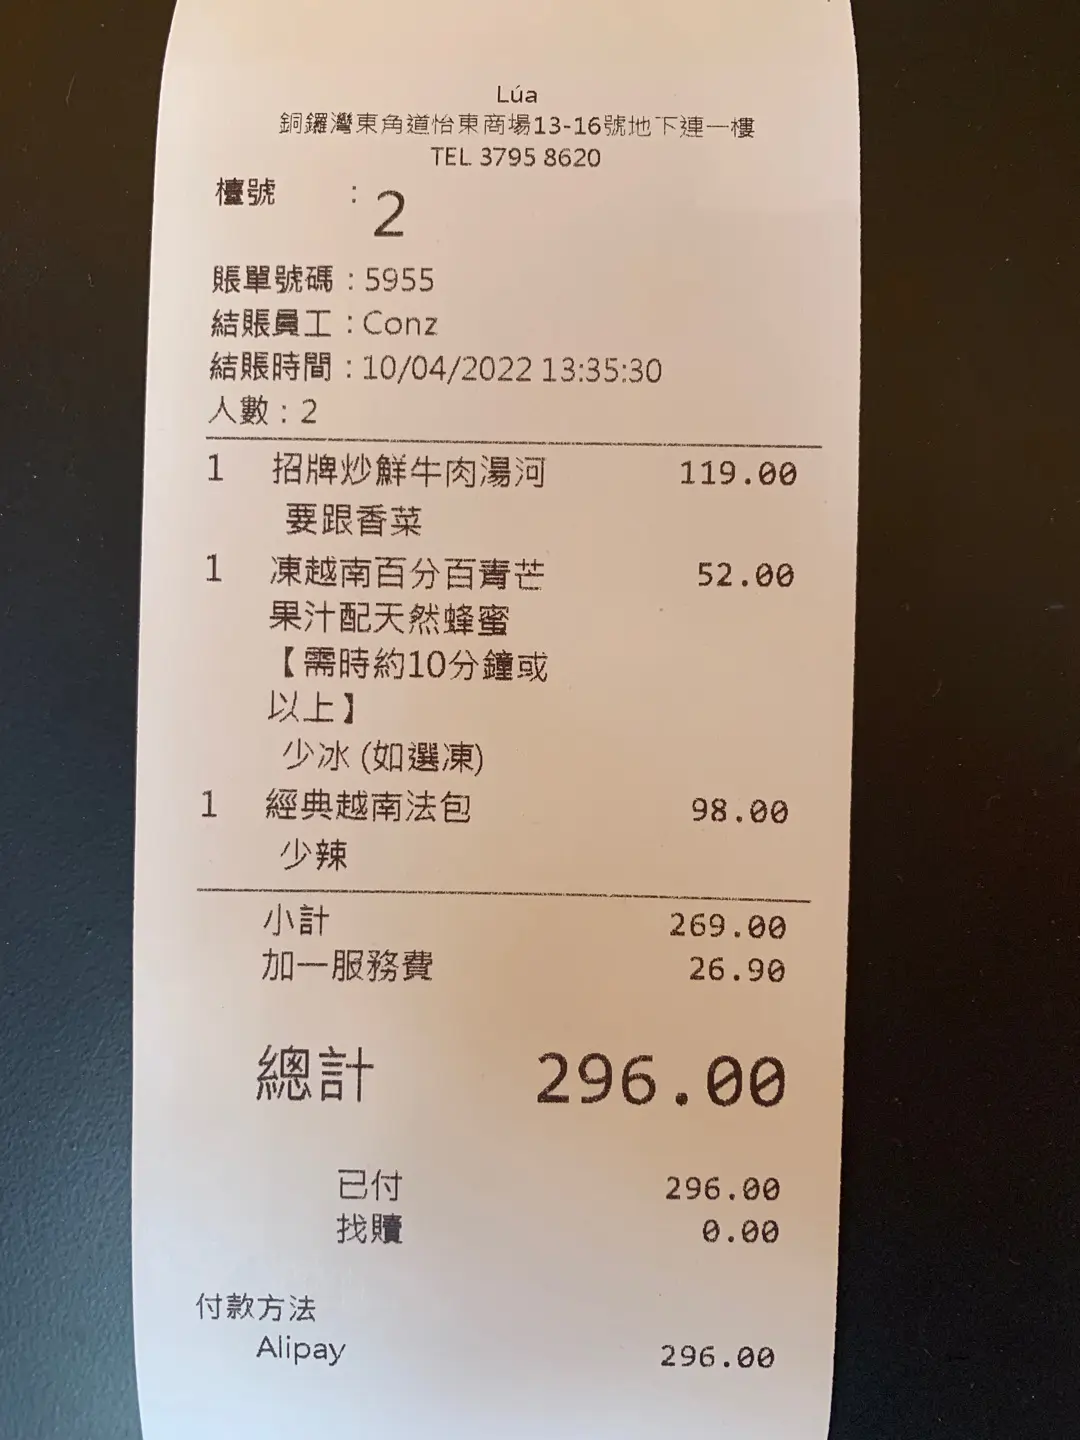 Lúa
銅鑼灣東角道怡東商場13-16號地下連一樓
TEL 3795 8620
檯號 : 2
賬單號碼 : 5955
結賬員工 : Conz
結賬時間 : 10/04/2022 13:35:30
人數 : 2
1 招牌炒鮮牛肉湯河 119.00
要跟香菜
1 凍越南百分百青芒 52.00
果汁配天然蜂蜜
【需時約10分鐘或
以上】
少冰 (如選凍)
1 經典越南法包 98.00
少辣
小計 269.00
加一服務費 26.90
總計 296.00
已付 296.00
找贖 0.00
付款方法
Alipay 296.00